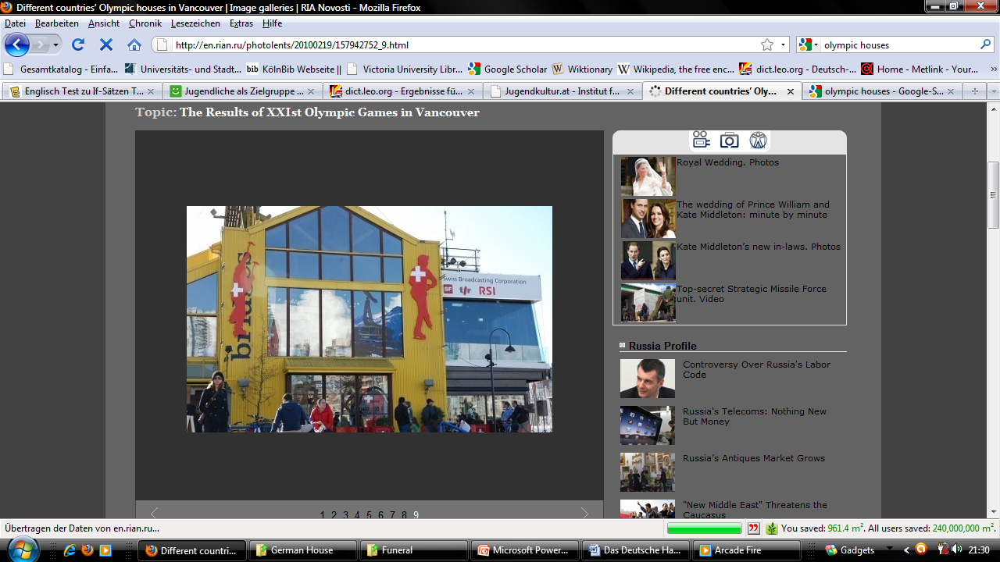 Different countries' Olympic houses in Vancouver | Image galleries | RIA Novosti - Mozilla Firefox
Datei Bearbeiten Ansicht Chronik Lesezeichen Extras Hilfe
http://en.rian.ru/photolents/20100219/157942752_9.html
olympic houses
Gesamtkatalog - Einfa...
Universitäts- und Stadt...
bib KölnBib Webseite ||
Victoria University Libr...
Google Scholar
W Wiktionary
W Wikipedia, the free enc...
dict.leo.org - Deutsch-...
Home - Metlink - Your...
»
Englisch Test zu If-Sätzen T...
Jugendliche als Zielgruppe ...
dict.leo.org - Ergebnisse fü...
Jugendkultur.at - Institut f...
Different countries' Oly...
olympic houses - Google-S...
Topic: The Results of XXIst Olympic Games in Vancouver
bridges
Swiss Broadcasting Corporation
SF tsr RSI
1 2 3 4 5 6 7 8 9
Royal Wedding. Photos
The wedding of Prince William and
Kate Middleton: minute by minute
Kate Middleton's new in-laws. Photos
Top-secret Strategic Missile Force
unit. Video
Russia Profile
Controversy Over Russia's Labor
Code
Russia's Telecoms: Nothing New
But Money
Russia's Antiques Market Grows
"New Middle East" Threatens the
Caucasus
Übertragen der Daten von en.rian.ru...
You saved: 961.4 m². All users saved: 240,000,000 m².
Different countri...
German House
Funeral
Microsoft Power...
Das Deutsche Ha...
Arcade Fire
Gadgets
21:30